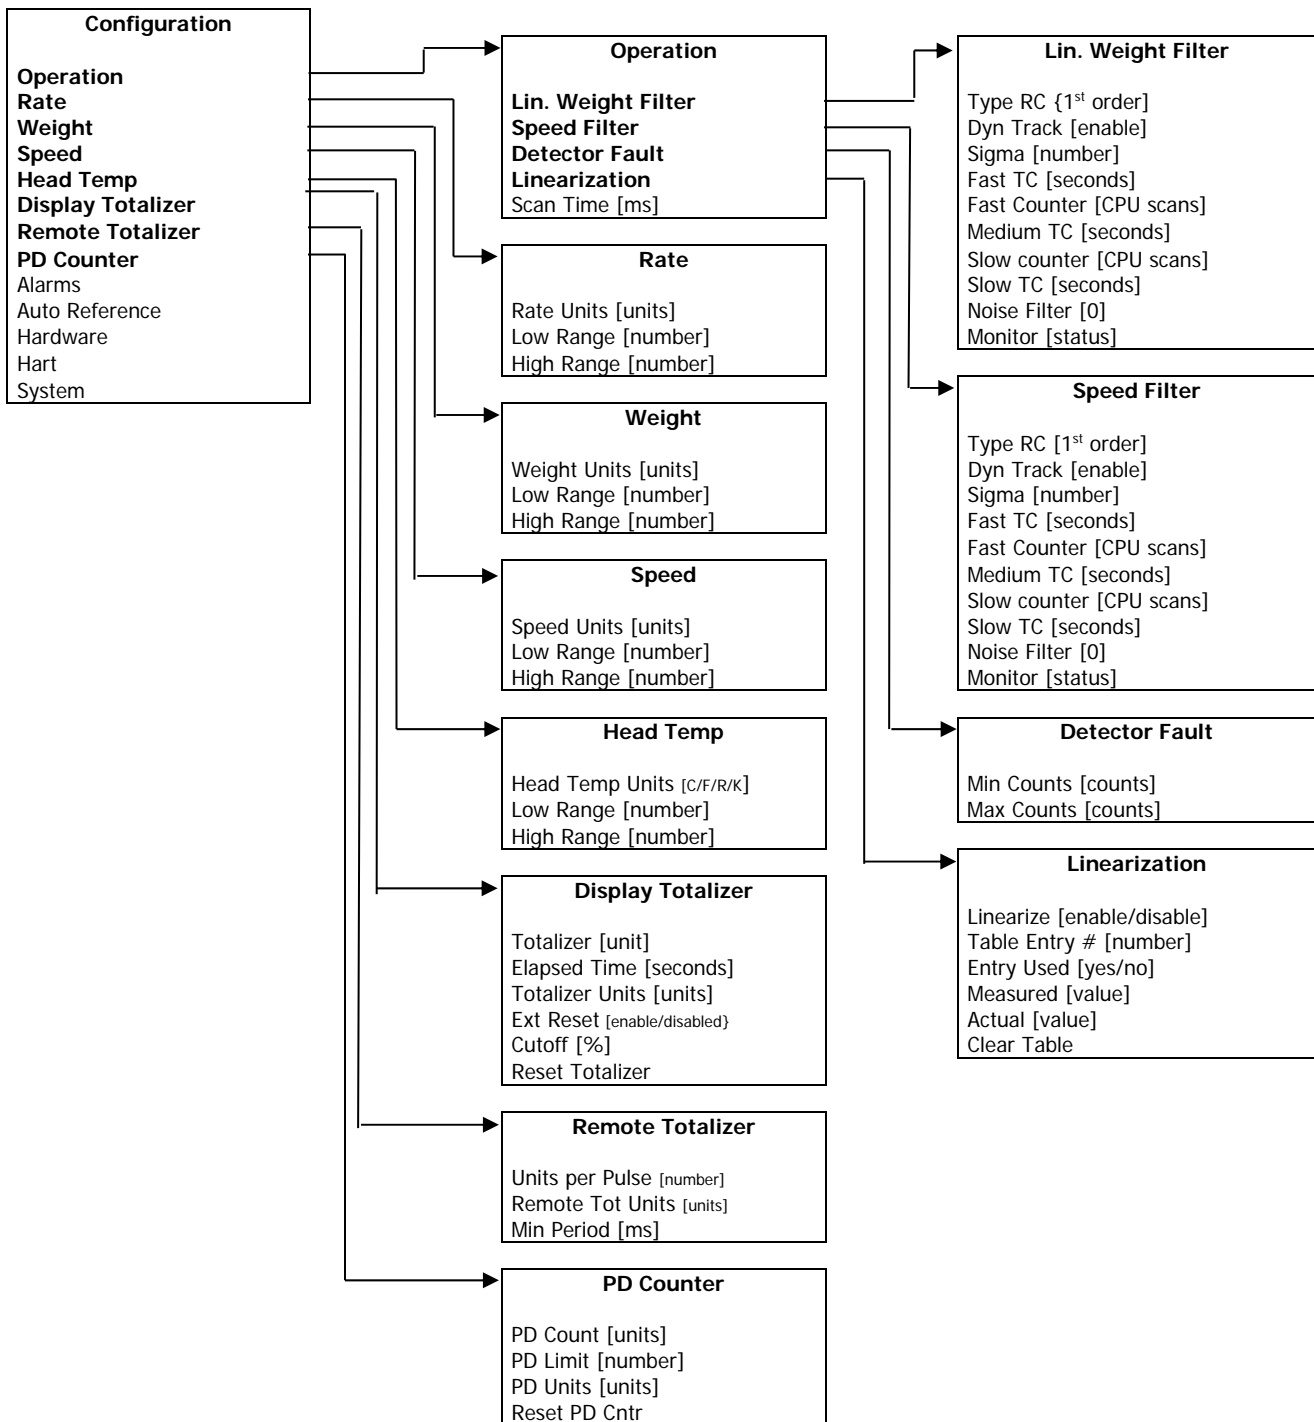 Configuration
Operation
Rate
Weight
Speed
Head Temp
Display Totalizer
Remote Totalizer
PD Counter
Alarms
Auto Reference
Hardware
Hart
System
Operation
Lin. Weight Filter
Speed Filter
Detector Fault
Linearization
Scan Time [ms]
Rate
Rate Units [units]
Low Range [number]
High Range [number]
Weight
Weight Units [units]
Low Range [number]
High Range [number]
Speed
Speed Units [units]
Low Range [number]
High Range [number]
Head Temp
Head Temp Units [C/F/R/K]
Low Range [number]
High Range [number]
Display Totalizer
Totalizer [unit]
Elapsed Time [seconds]
Totalizer Units [units]
Ext Reset [enable/disabled}
Cutoff [%]
Reset Totalizer
Remote Totalizer
Units per Pulse [number]
Remote Tot Units [units]
Min Period [ms]
PD Counter
PD Count [units]
PD Limit [number]
PD Units [units]
Reset PD Cntr
Lin. Weight Filter
Type RC {1st order]
Dyn Track [enable]
Sigma [number]
Fast TC [seconds]
Fast Counter [CPU scans]
Medium TC [seconds]
Slow counter [CPU scans]
Slow TC [seconds]
Noise Filter [0]
Monitor [status]
Speed Filter
Type RC [1st order]
Dyn Track [enable]
Sigma [number]
Fast TC [seconds]
Fast Counter [CPU scans]
Medium TC [seconds]
Slow counter [CPU scans]
Slow TC [seconds]
Noise Filter [0]
Monitor [status]
Detector Fault
Min Counts [counts]
Max Counts [counts]
Linearization
Linearize [enable/disable]
Table Entry # [number]
Entry Used [yes/no]
Measured [value]
Actual [value]
Clear Table